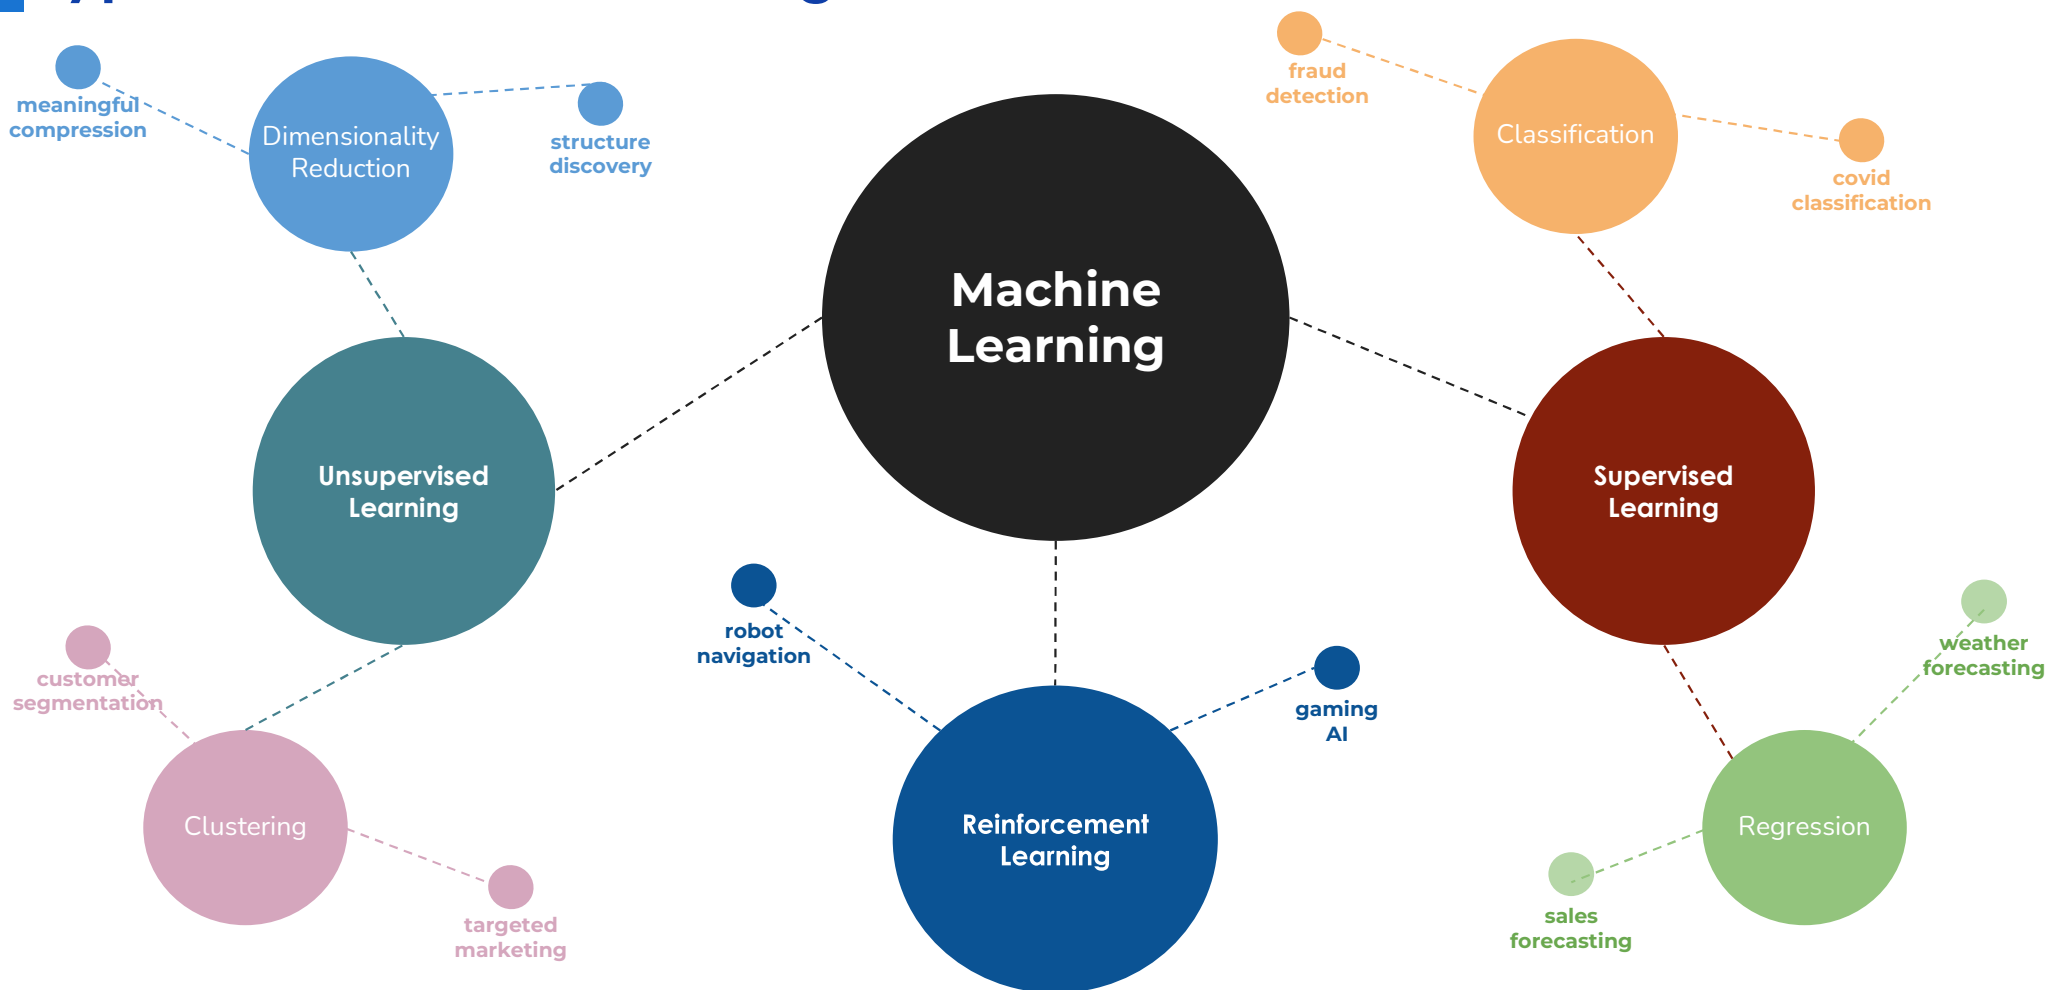 meaningful
compression
Dimensionality
Reduction
structure
discovery
Machine
Learning
fraud
detection
Classification
covid
classification
Unsupervised
Learning
Supervised
Learning
customer
segmentation
Clustering
targeted
marketing
robot
navigation
gaming
AI
Reinforcement
Learning
weather
forecasting
Regression
sales
forecasting